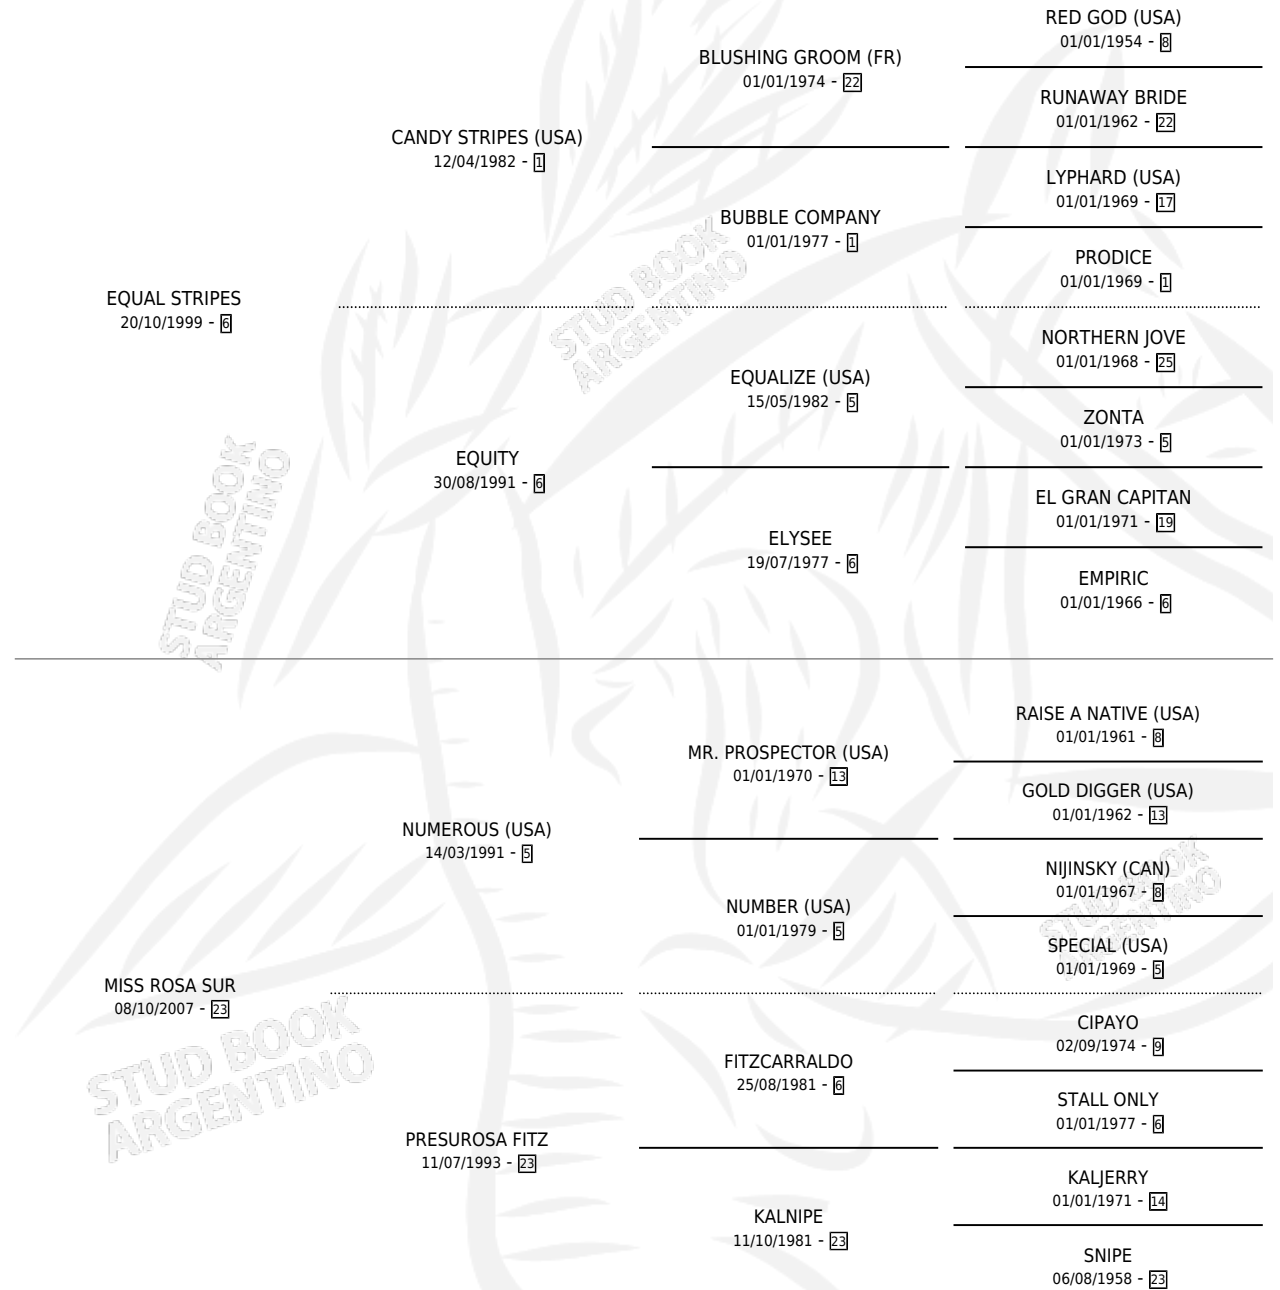 RED GOD (USA)
01/01/1954 - 8
BLUSHING GROOM (FR)
01/01/1974 - 22
RUNAWAY BRIDE
01/01/1962 - 22
CANDY STRIPES (USA)
12/04/1982 - 1
LYPHARD (USA)
01/01/1969 - 17
BUBBLE COMPANY
01/01/1977 - 1
PRODICE
01/01/1969 - 1
EQUAL STRIPES
20/10/1999 - 6
NORTHERN JOVE
01/01/1968 - 25
EQUALIZE (USA)
15/05/1982 - 5
ZONTA
01/01/1973 - 5
EQUITY
30/08/1991 - 6
EL GRAN CAPITAN
01/01/1971 - 19
ELYSEE
19/07/1977 - 6
EMPIRIC
01/01/1966 - 6
RAISE A NATIVE (USA)
01/01/1961 - 8
MR. PROSPECTOR (USA)
01/01/1970 - 13
GOLD DIGGER (USA)
01/01/1962 - 13
NUMEROUS (USA)
14/03/1991 - 5
NIJINSKY (CAN)
01/01/1967 - 8
NUMBER (USA)
01/01/1979 - 5
SPECIAL (USA)
01/01/1969 - 5
MISS ROSA SUR
08/10/2007 - 23
CIPAYO
02/09/1974 - 9
FITZCARRALDO
25/08/1981 - 6
STALL ONLY
01/01/1977 - 6
PRESUROSA FITZ
11/07/1993 - 23
KALJERRY
01/01/1971 - 14
KALNIPE
11/10/1981 - 23
SNIPE
06/08/1958 - 23
STUD BOOK
ARGENTINO
STUD BOOK
ARGENTINO
STUD BOOK
ARGENTINO
STUD BOOK
ARGENTINO